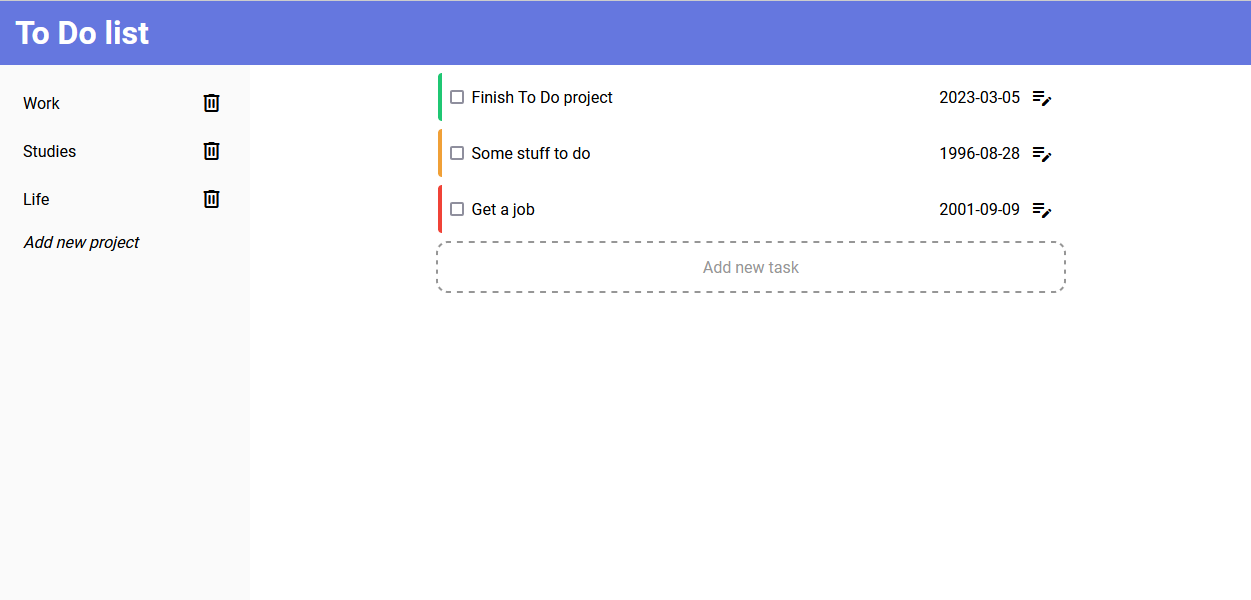 To Do list
Work
Studies
Life
Add new project
Finish To Do project 2023-03-05
Some stuff to do 1996-08-28
Get a job 2001-09-09
Add new task